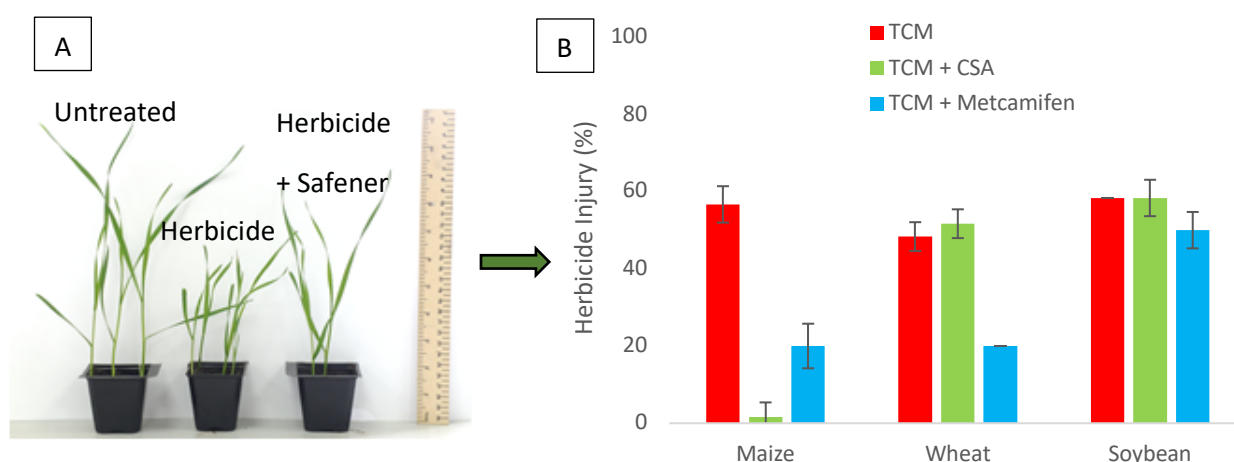 A
Untreated
Herbicide
+ Safener
Herbicide
B
Herbicide Injury (%)
100
80
60
40
20
0
TCM
TCM + CSA
TCM + Metcamifen
Maize
Wheat
Soybean